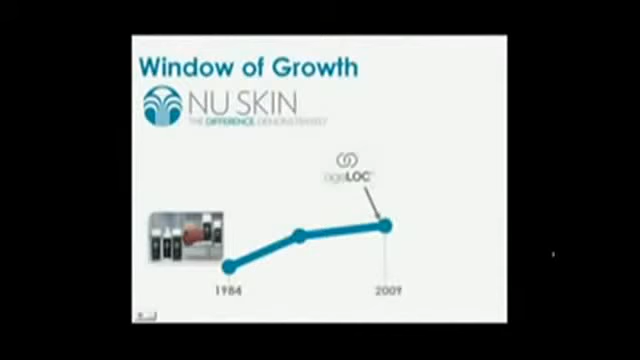 Window of Growth
NU SKIN
THE DIFFERENCE DEMONSTRATED
ageLOC
1984
2009